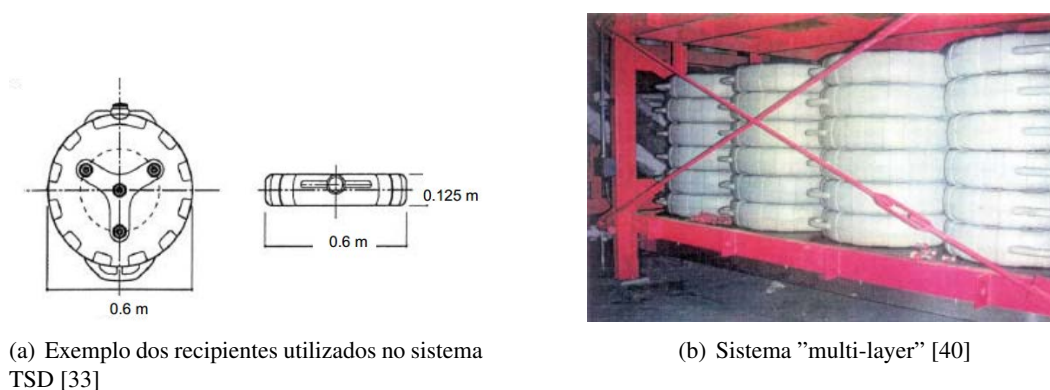 0.125 m
0.6 m
0.6 m
(a) Exemplo dos recipientes utilizados no sistema
TSD [33]
(b) Sistema ”multi-layer” [40]